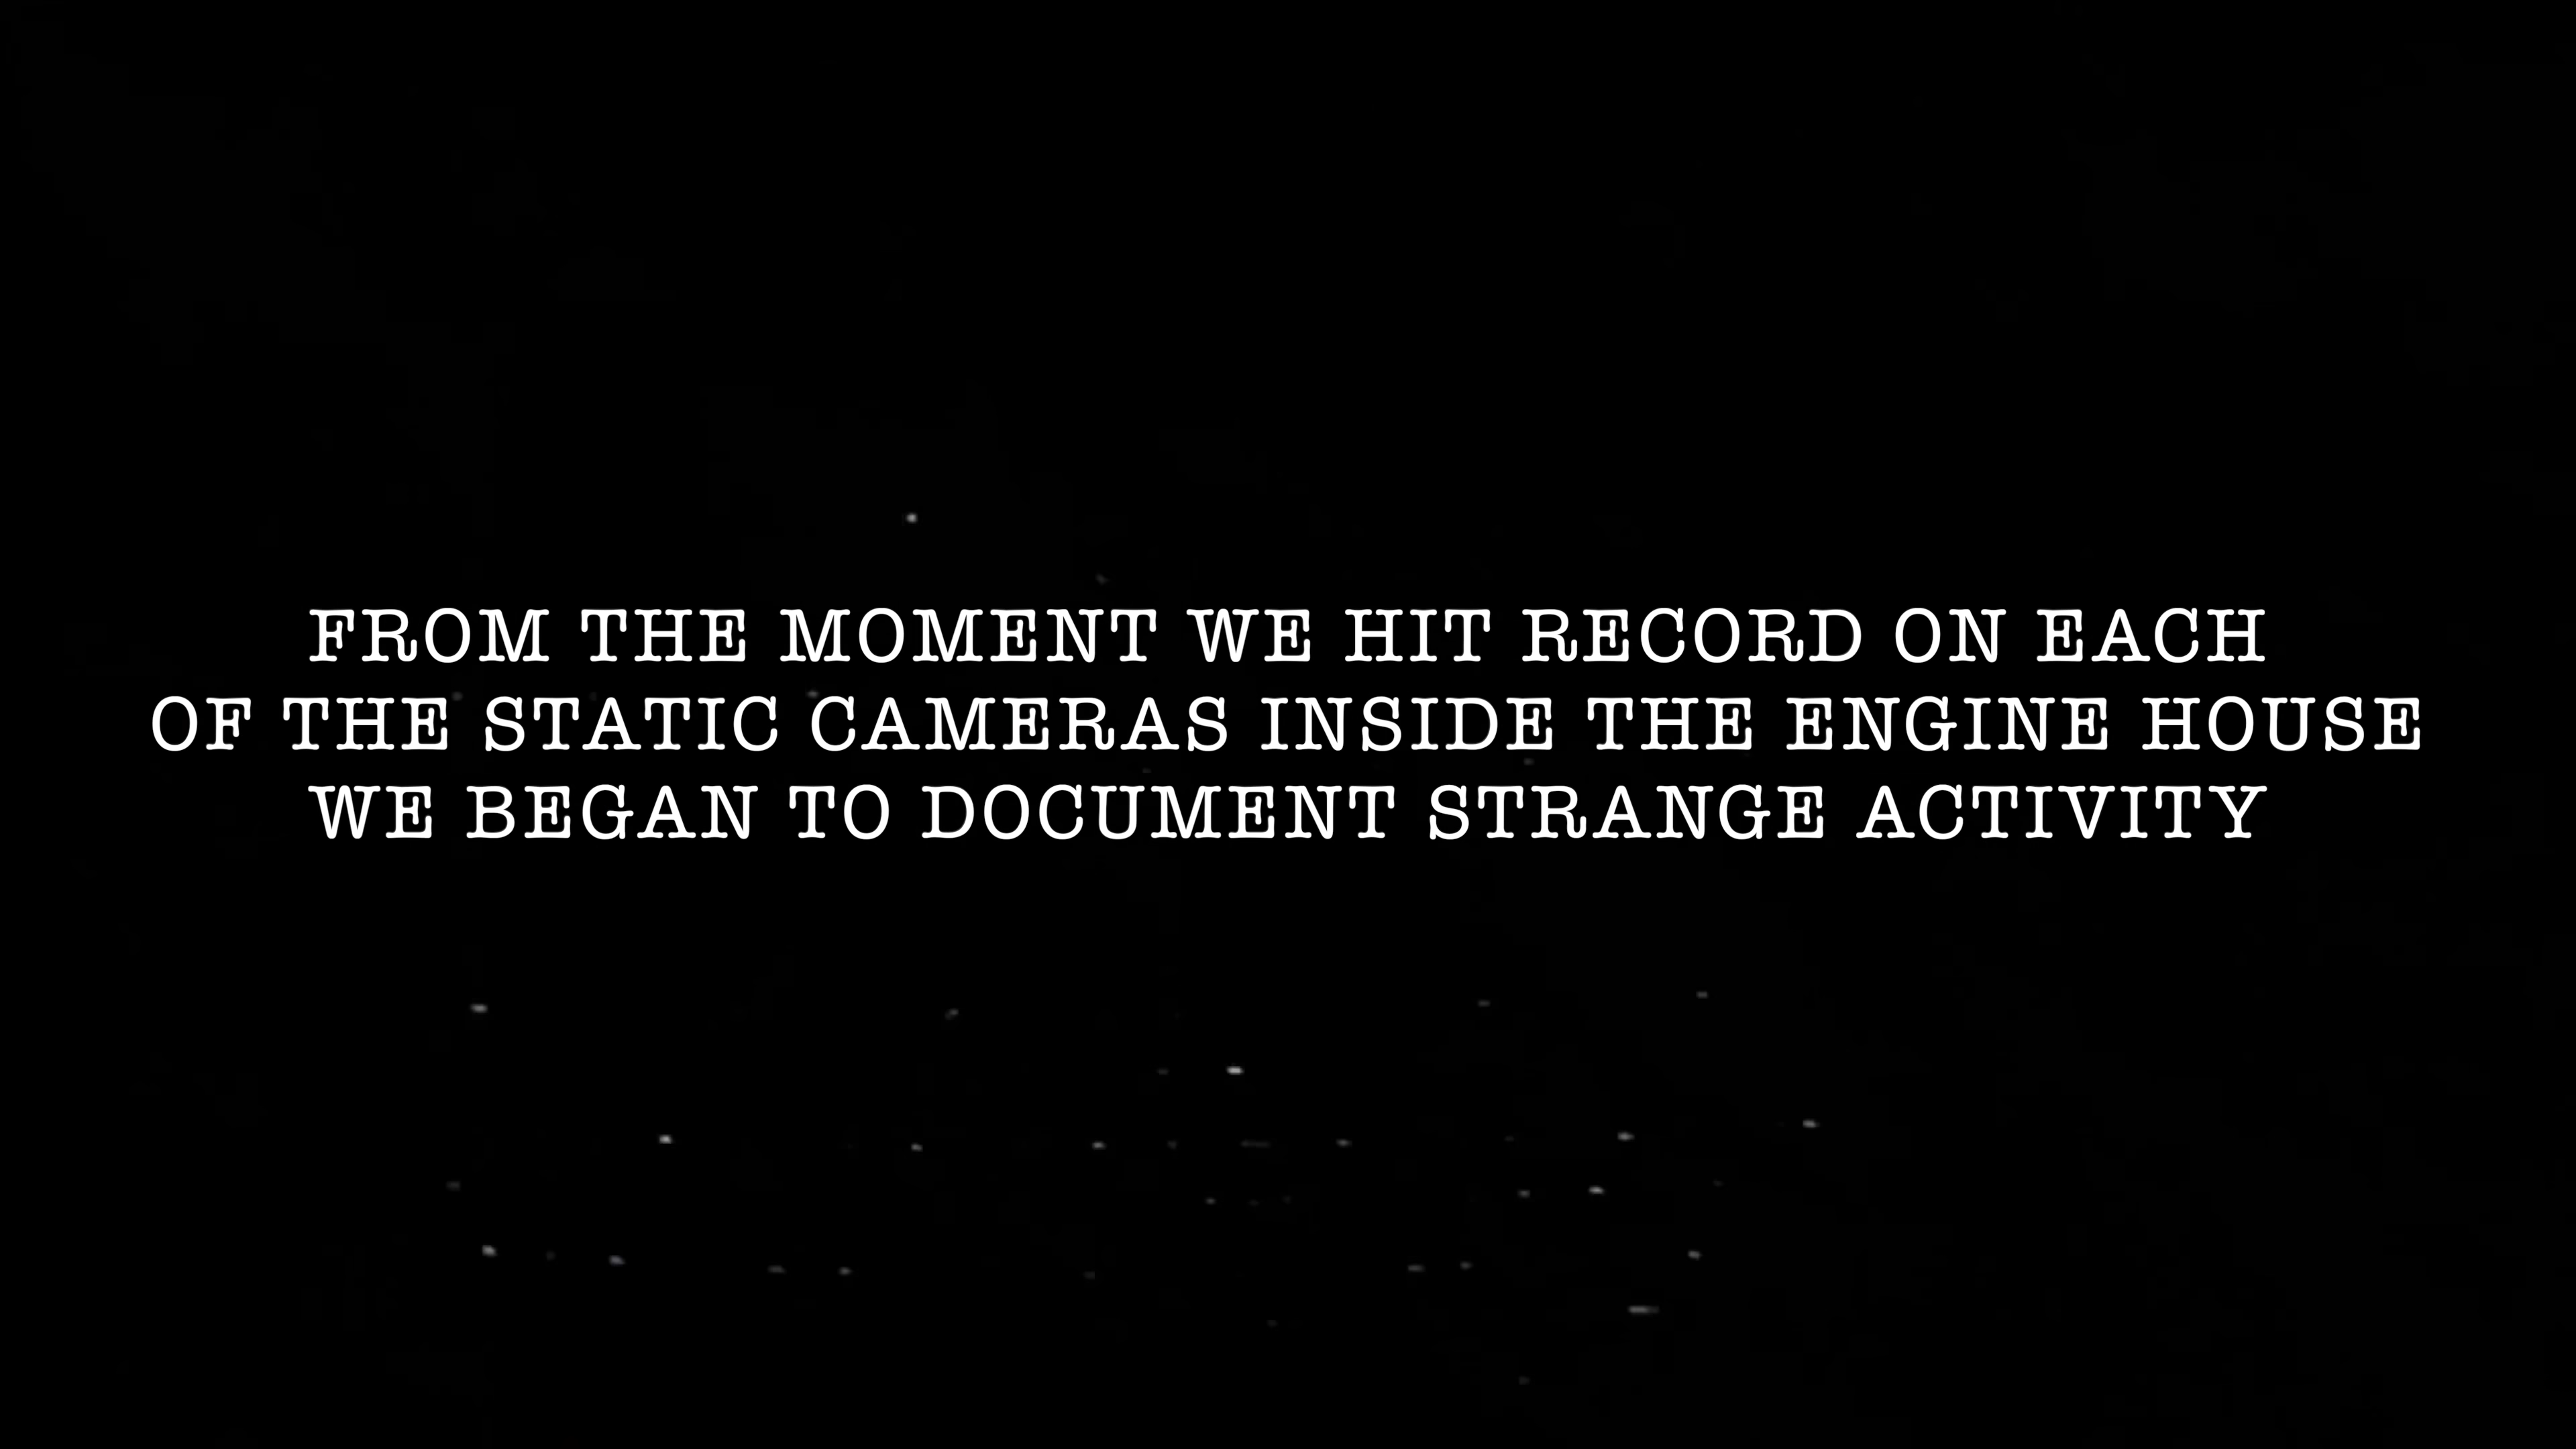 FROM THE MOMENT WE HIT RECORD ON EACH
OF THE STATIC CAMERAS INSIDE THE ENGINE HOUSE
WE BEGAN TO DOCUMENT STRANGE ACTIVITY